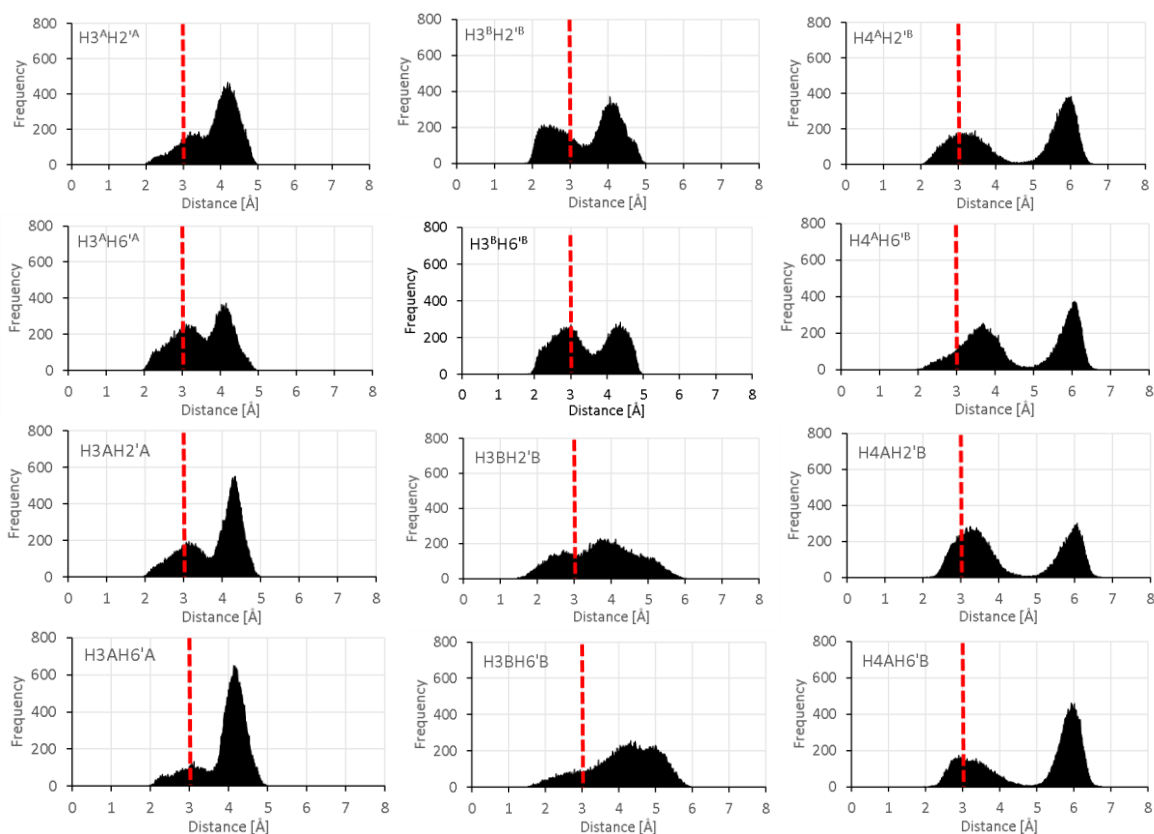 H3ᴬH2'ᴬ
Frequency
800
600
400
200
0
0 1 2 3 4 5 6 7 8
Distance [Å]
H3ᴮH2'ᴮ
Frequency
800
600
400
200
0
0 1 2 3 4 5 6 7 8
Distance [Å]
H4ᴬH2'ᴮ
Frequency
800
600
400
200
0
0 1 2 3 4 5 6 7 8
Distance [Å]
H3ᴬH6'ᴬ
Frequency
800
600
400
200
0
0 1 2 3 4 5 6 7 8
Distance [Å]
H3ᴮH6'ᴮ
Frequency
800
600
400
200
0
0 1 2 3 4 5 6 7 8
Distance [Å]
H4ᴬH6'ᴮ
Frequency
800
600
400
200
0
0 1 2 3 4 5 6 7 8
Distance [Å]
H3AH2'A
Frequency
800
600
400
200
0
0 1 2 3 4 5 6 7 8
Distance [Å]
H3BH2'B
Frequency
800
600
400
200
0
0 1 2 3 4 5 6 7 8
Distance [Å]
H4AH2'B
Frequency
800
600
400
200
0
0 1 2 3 4 5 6 7 8
Distance [Å]
H3AH6'A
Frequency
800
600
400
200
0
0 1 2 3 4 5 6 7 8
Distance [Å]
H3BH6'B
Frequency
800
600
400
200
0
0 1 2 3 4 5 6 7 8
Distance [Å]
H4AH6'B
Frequency
800
600
400
200
0
0 1 2 3 4 5 6 7 8
Distance [Å]